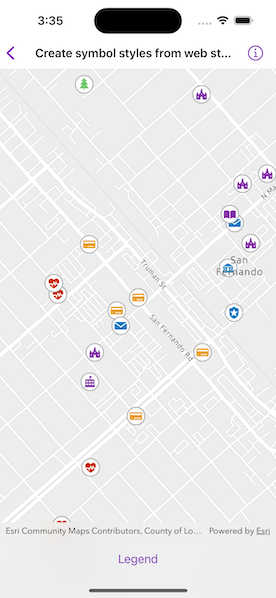 3:35
Create symbol styles from web st...
N Ma
San
Fernando
Truman St
San Fernando Rd
Esri Community Maps Contributors, County of Lo... Powered by Esri
Legend